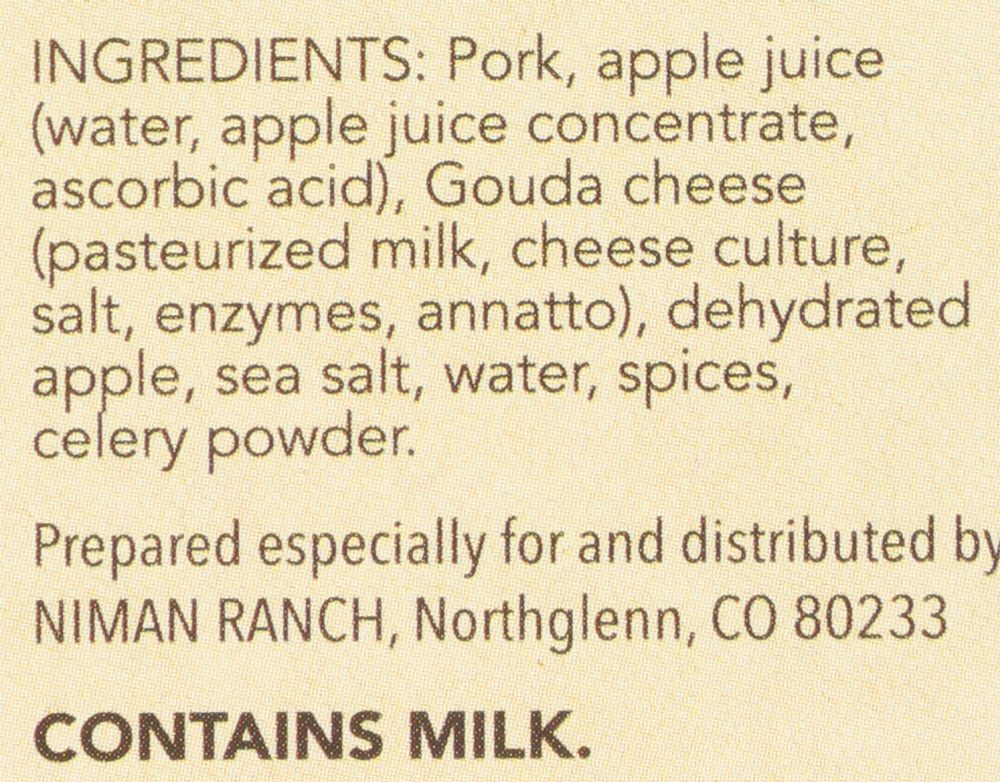 INGREDIENTS: Pork, apple juice
(water, apple juice concentrate,
ascorbic acid), Gouda cheese
(pasteurized milk, cheese culture,
salt, enzymes, annatto), dehydrated
apple, sea salt, water, spices,
celery powder.
Prepared especially for and distributed by
NIMAN RANCH, Northglenn, CO 80233
CONTAINS MILK.